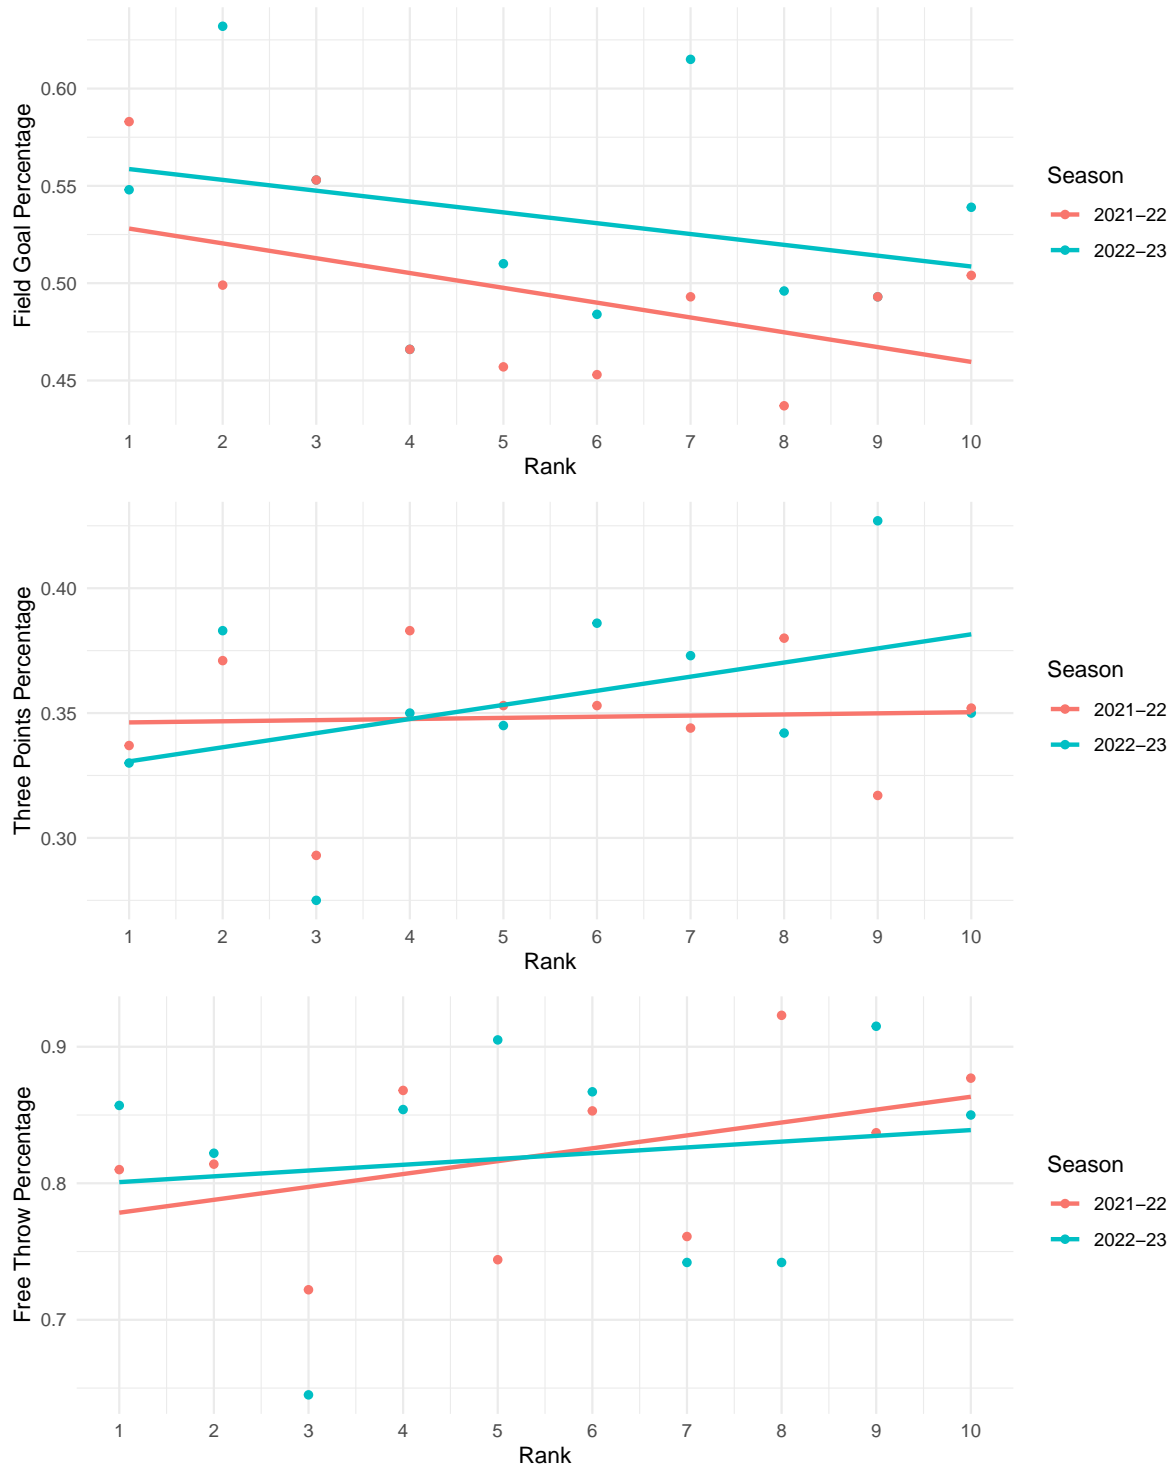 Field Goal Percentage
0.60
0.55
0.50
0.45
1 2 3 4 5 6 7 8 9 10
Rank
Season
2021–22
2022–23
Three Points Percentage
0.40
0.35
0.30
1 2 3 4 5 6 7 8 9 10
Rank
Season
2021–22
2022–23
Free Throw Percentage
0.9
0.8
0.7
1 2 3 4 5 6 7 8 9 10
Rank
Season
2021–22
2022–23